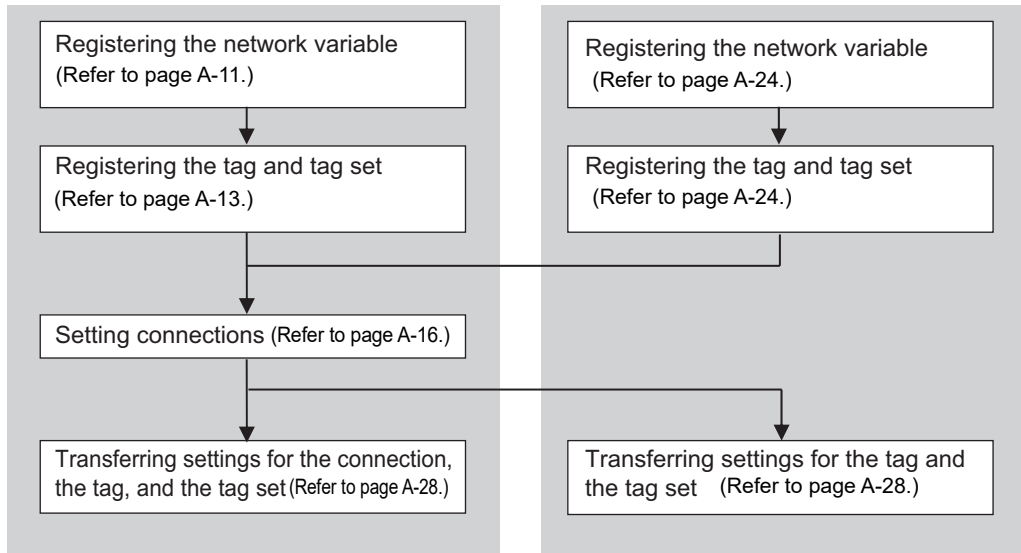 Registering the network variable
(Refer to page A-11.)
Registering the tag and tag set
(Refer to page A-13.)
Setting connections (Refer to page A-16.)
Transferring settings for the connection,
the tag, and the tag set (Refer to page A-28.)
Registering the network variable
(Refer to page A-24.)
Registering the tag and tag set
(Refer to page A-24.)
Transferring settings for the tag and
the tag set (Refer to page A-28.)